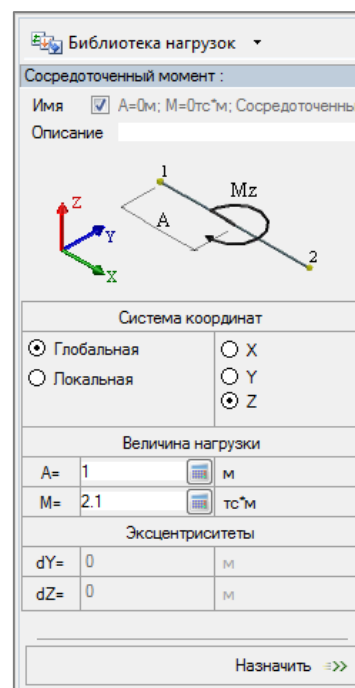 Библиотека нагрузок
Сосредоточенный момент :
Имя A=0м; M=0тс*м; Сосредоточенны
Описание
1
Z
Mz
Y
A
X
2
Система координат
Глобальная X
Локальная Y
Z
Величина нагрузки
A= 1 м
M= 2.1 тс*м
Эксцентриситеты
dY= 0 м
dZ= 0 м
Назначить